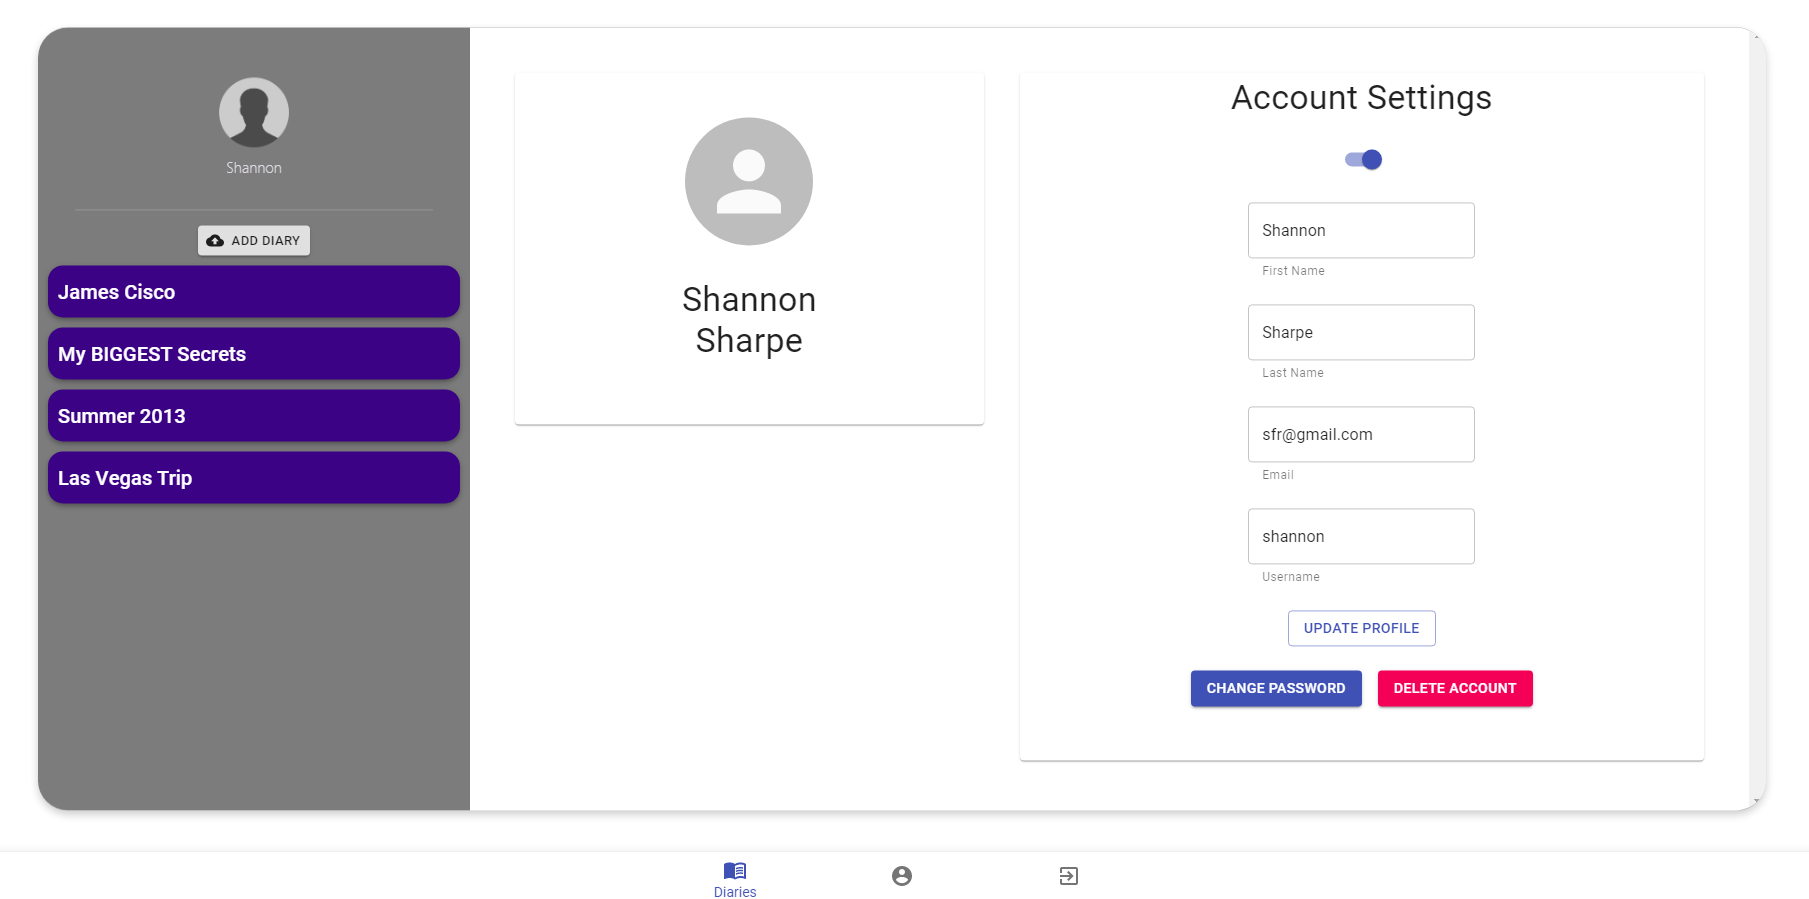 Shannon
ADD DIARY
James Cisco
My BIGGEST Secrets
Summer 2013
Las Vegas Trip
Shannon
Sharpe
Account Settings
Shannon
First Name
Sharpe
Last Name
sfr@gmail.com
Email
shannon
Username
UPDATE PROFILE
CHANGE PASSWORD
DELETE ACCOUNT
Diaries